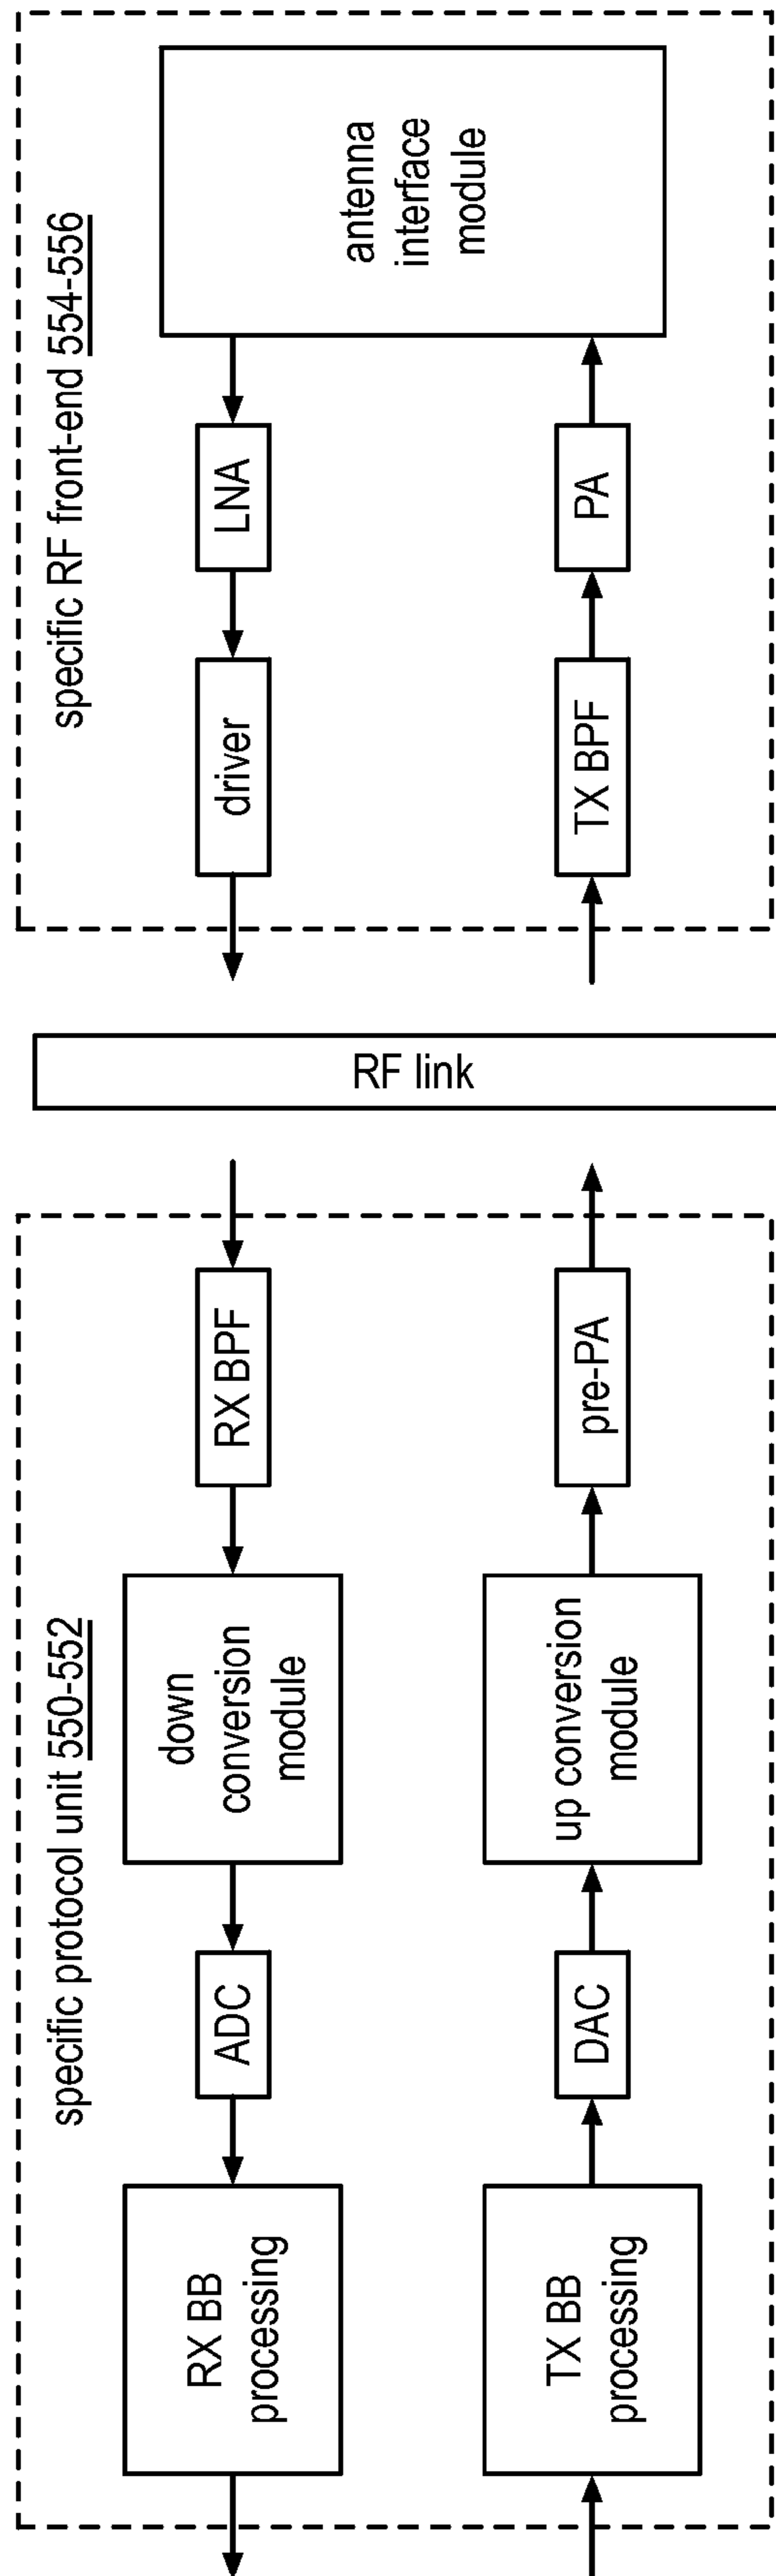 specific protocol unit 550-552
RX BB
processing
ADC
down
conversion
module
RX BPF
TX BB
processing
DAC
up conversion
module
pre-PA
RF link
specific RF front-end 554-556
driver
LNA
antenna
interface
module
TX BPF
PA